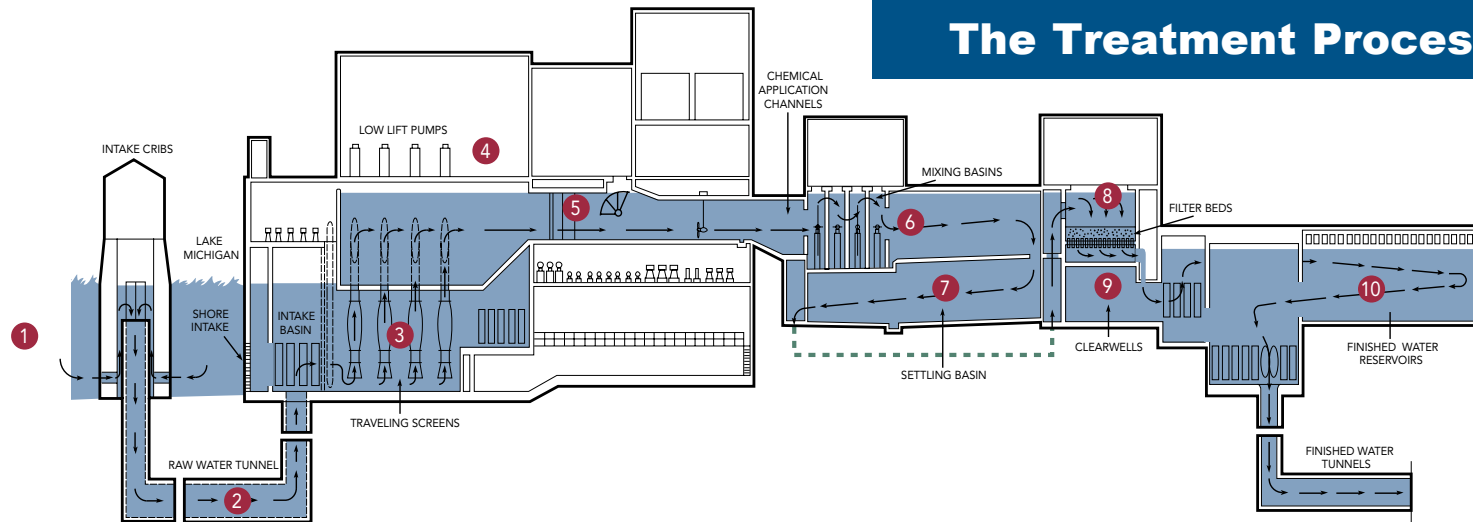 The Treatment Proces
CHEMICAL
APPLICATION
CHANNELS
LOW LIFT PUMPS
4
INTAKE CRIBS
MIXING BASINS
8
5
FILTER BEDS
6
LAKE
MICHIGAN
7
9
10
SHORE
INTAKE
INTAKE
BASIN
1
3
CLEARWELLS
FINISHED WATER
RESERVOIRS
SETTLING BASIN
TRAVELING SCREENS
RAW WATER TUNNEL
FINISHED WATER
TUNNELS
2